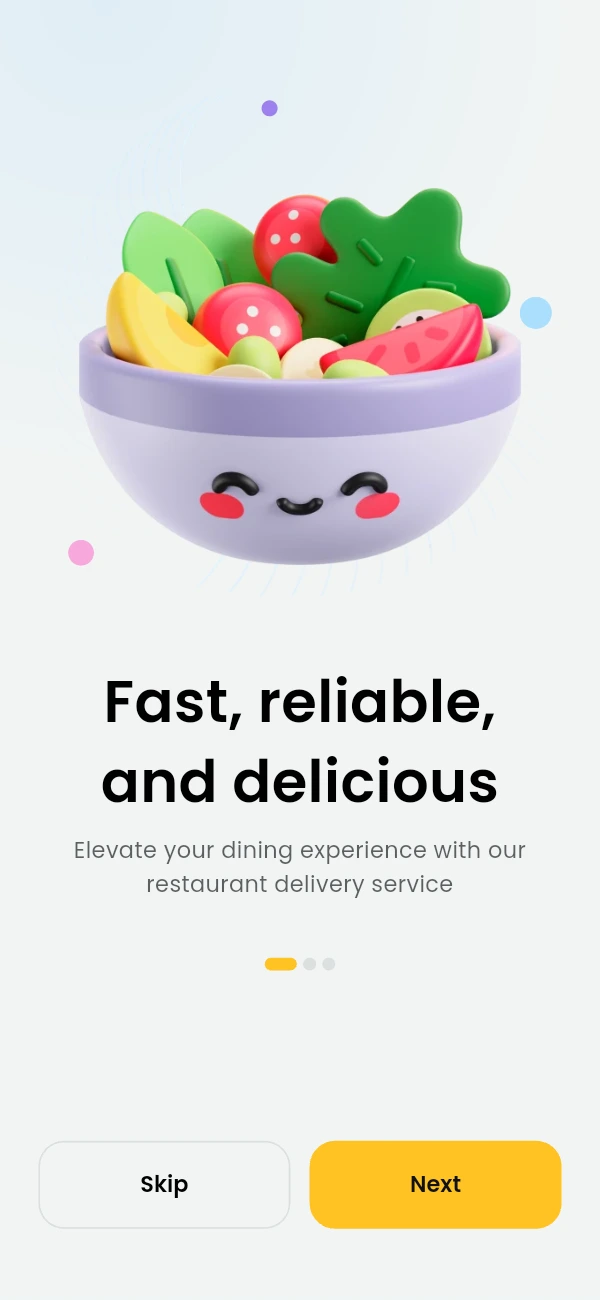 Fast, reliable,
and delicious
Elevate your dining experience with our
restaurant delivery service
Skip
Next